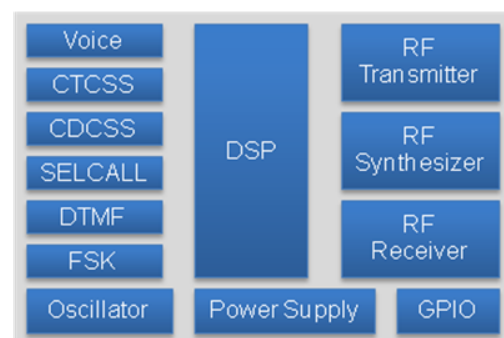 Voice
CTCSS
CDCSS
SELCALL
DTMF
FSK
DSP
RF
Transmitter
RF
Synthesizer
RF
Receiver
Oscillator
Power Supply
GPIO